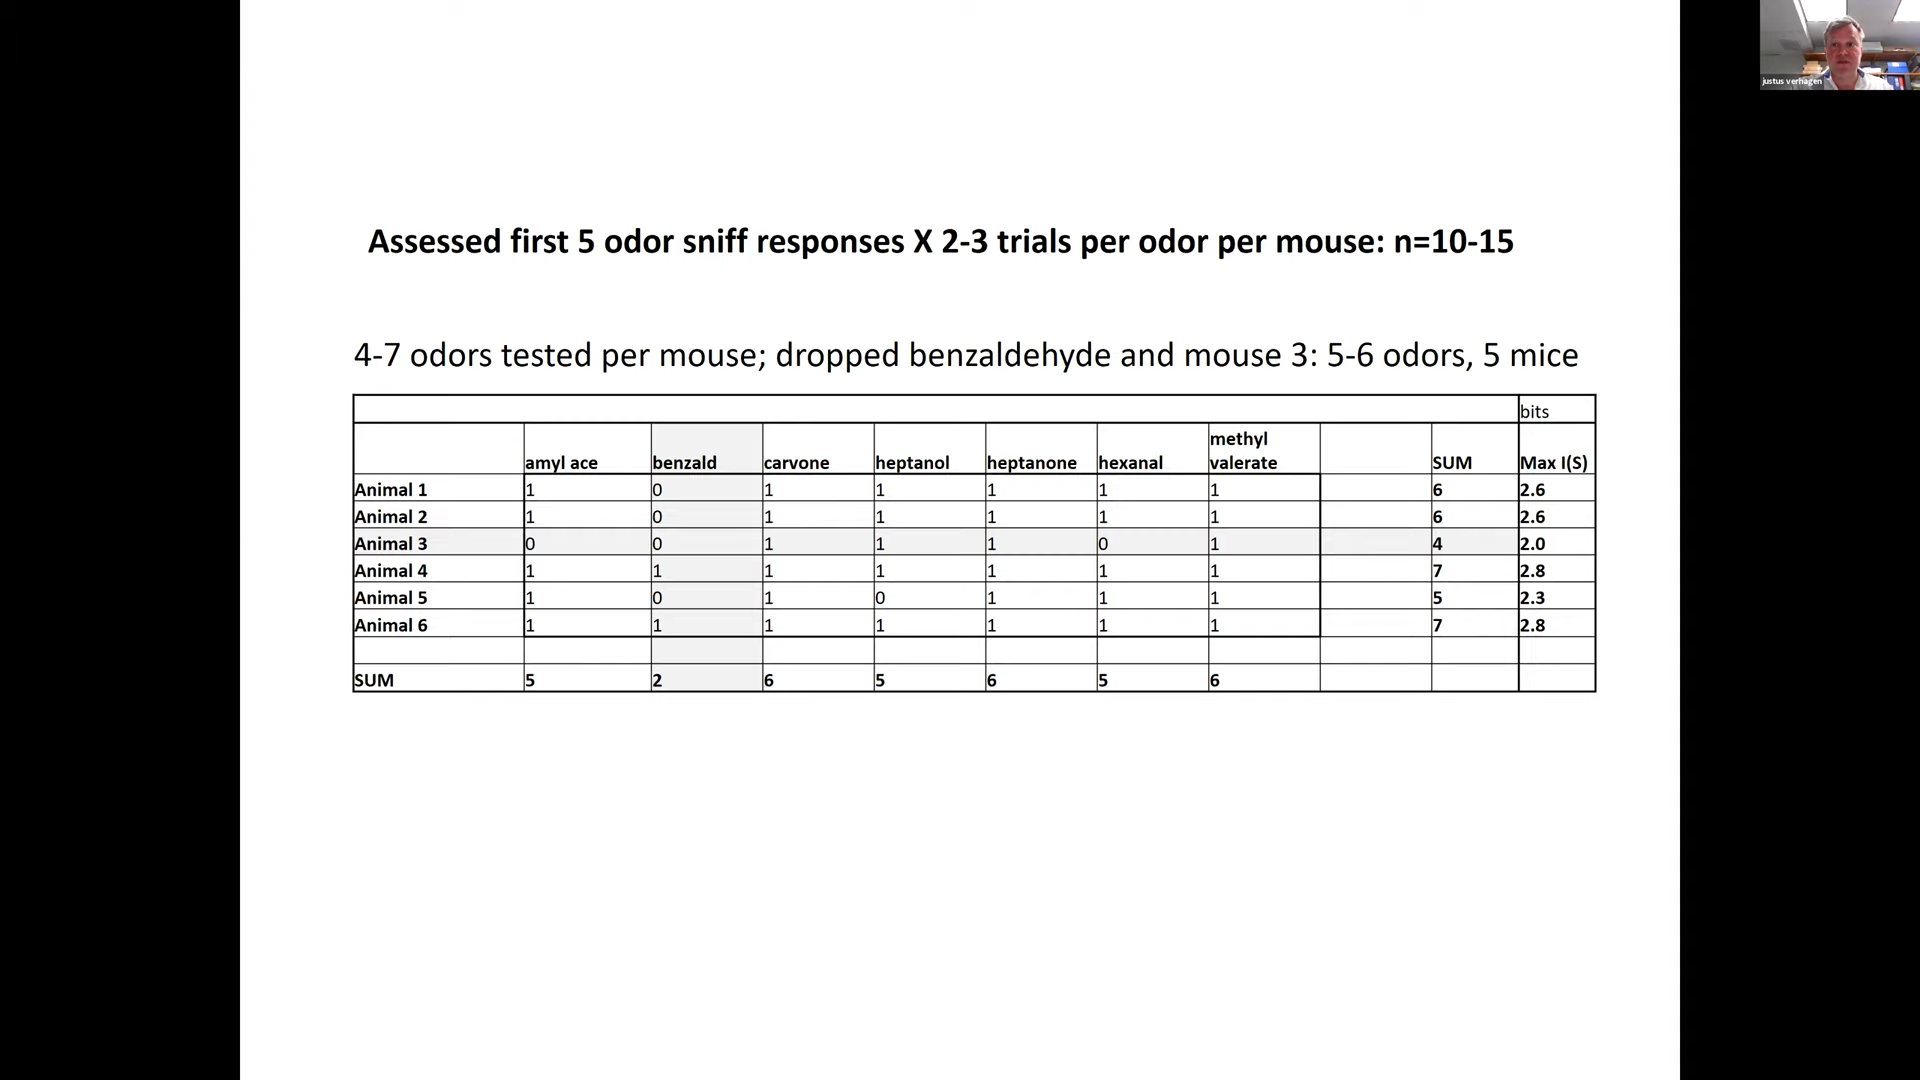 justus verhagen
Assessed first 5 odor sniff responses X 2-3 trials per odor per mouse: n=10-15
4-7 odors tested per mouse; dropped benzaldehyde and mouse 3: 5-6 odors, 5 mice
bits
amyl ace benzald carvone heptanol heptanone hexanal methyl valerate SUM Max I(S)
Animal 1 1 0 1 1 1 1 1 6 2.6
Animal 2 1 0 1 1 1 1 1 6 2.6
Animal 3 0 0 1 1 1 0 1 4 2.0
Animal 4 1 1 1 1 1 1 1 7 2.8
Animal 5 1 0 1 0 1 1 1 5 2.3
Animal 6 1 1 1 1 1 1 1 7 2.8
SUM 5 2 6 5 6 5 6